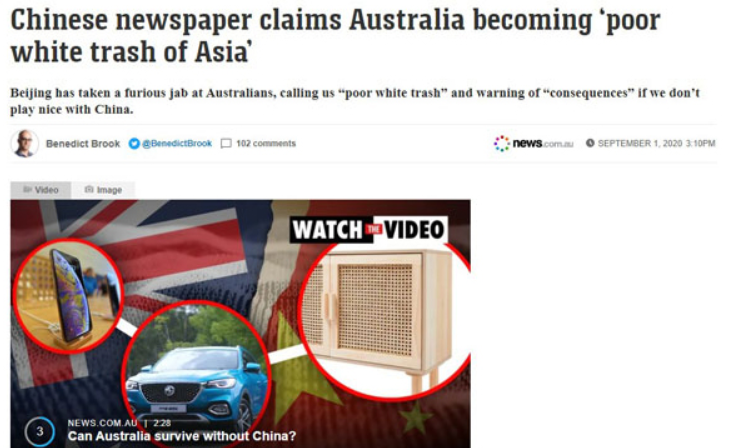 Chinese newspaper claims Australia becoming ‘poor
white trash of Asia’
Beijing has taken a furious jab at Australians, calling us “poor white trash” and warning of “consequences” if we don’t
play nice with China.
Benedict Brook @BenedictBrook 102 comments news.com.au SEPTEMBER 1, 2020 3:10PM
Video Image
WATCH THE VIDEO
3 NEWS.COM.AU | 2:28
Can Australia survive without China?